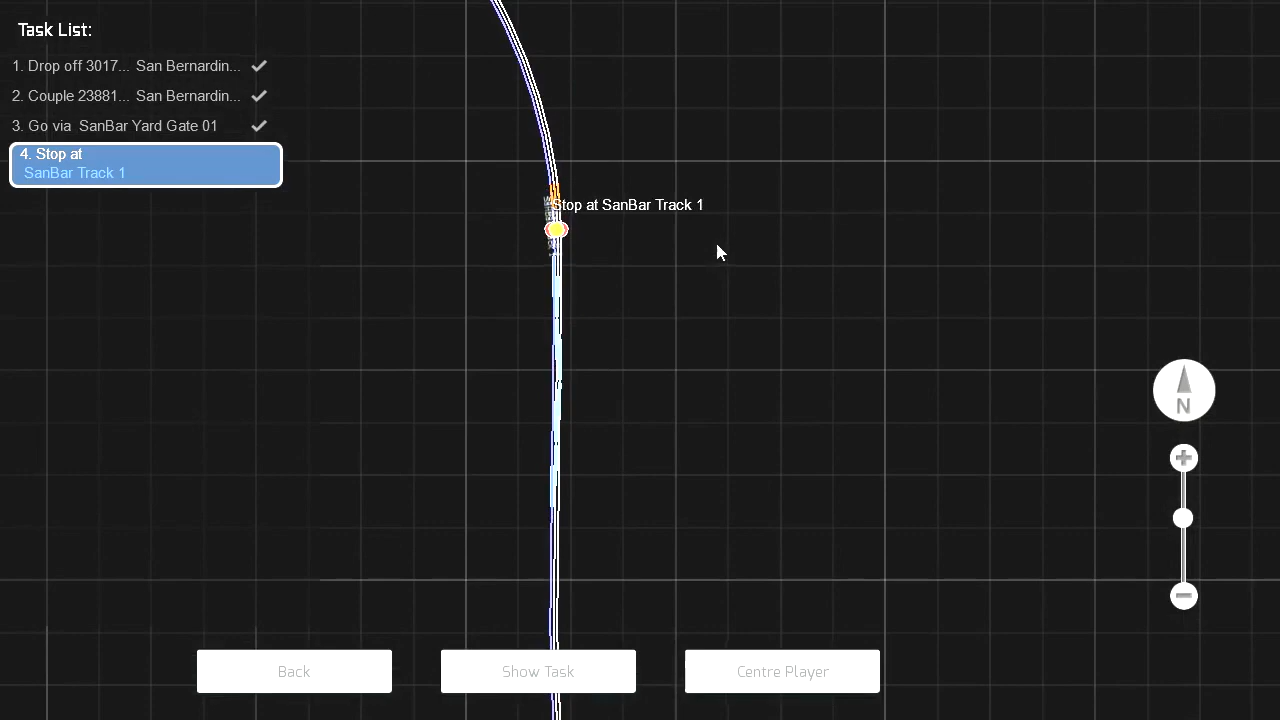 Task List:
1. Drop off 3017... San Bernardin...
2. Couple 23881... San Bernardin...
3. Go via SanBar Yard Gate 01
4. Stop at
SanBar Track 1
Stop at SanBar Track 1
N
Back
Show Task
Centre Player